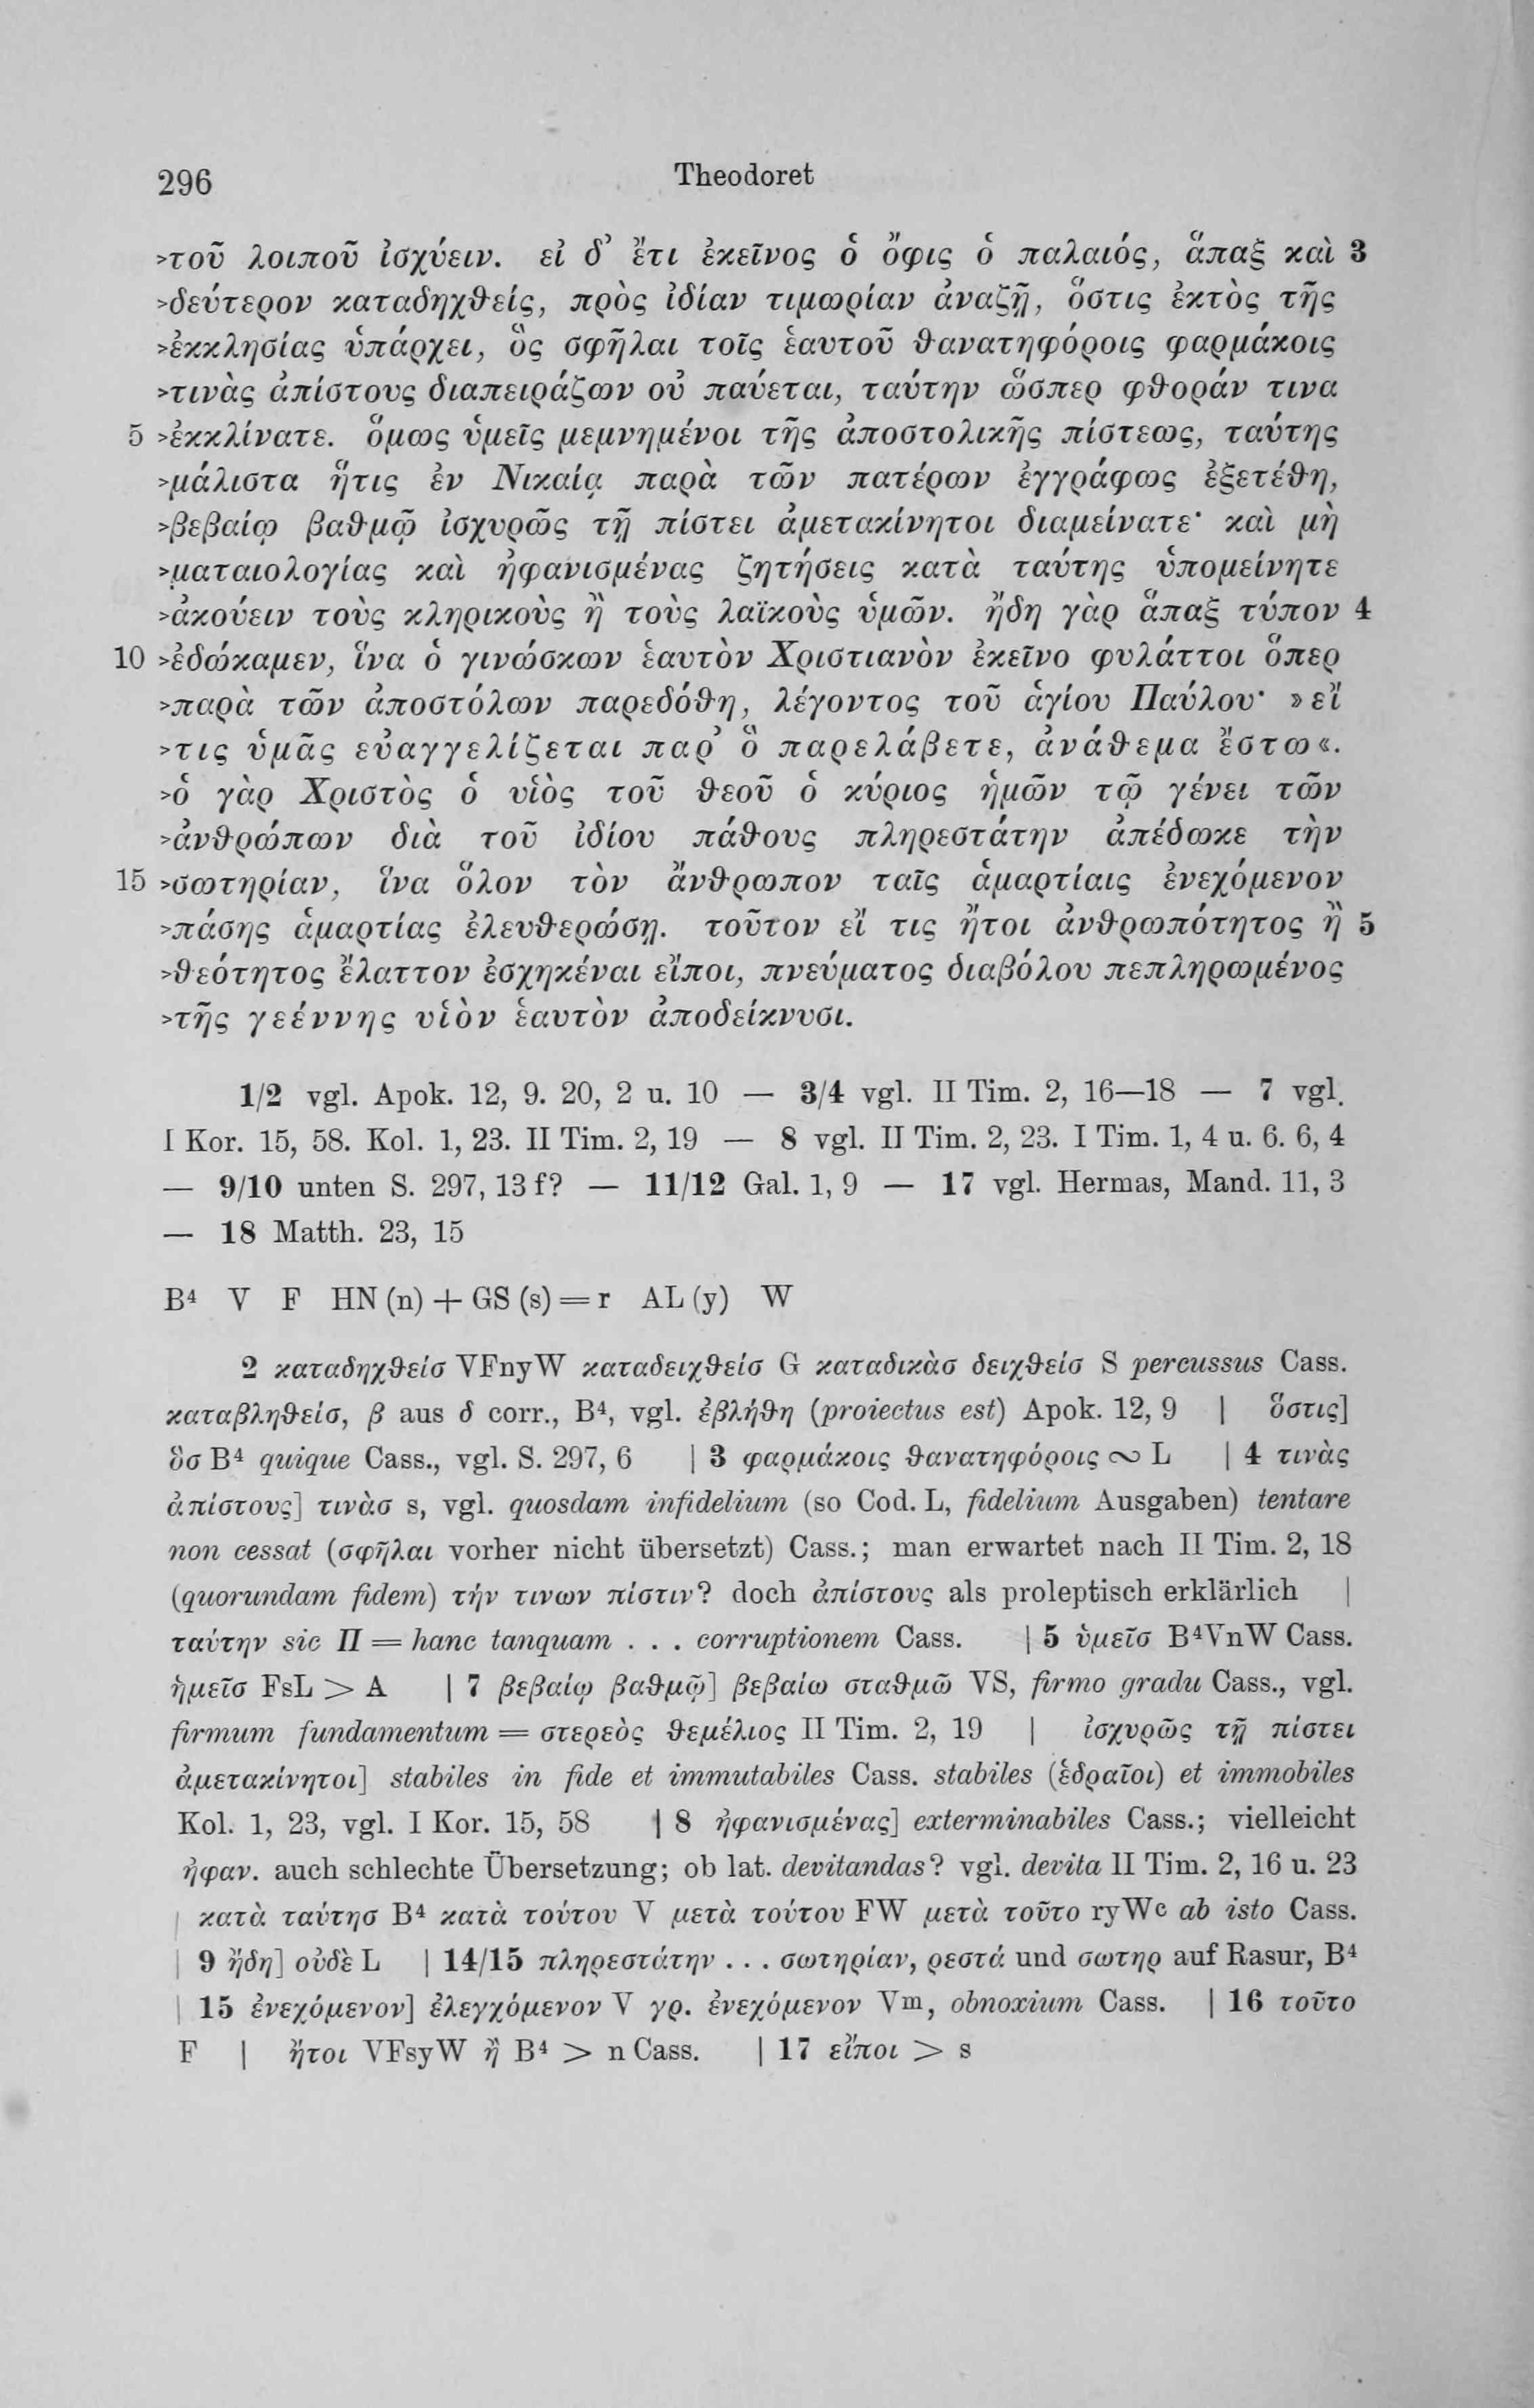 296
Theodoret
>τοῦ λοιποῦ ἰσχύειν. εἰ δ’ ἔτι ἐκεῖνος ὁ ὄφις ὁ παλαιός, ἅπαξ καὶ 3
>δεύτερον καταδηχθείς, πρὸς ἰδίαν τιμωρίαν ἀναζῇ, ὅστις ἐκτὸς τῆς
>ἐκκλησίας ὑπάρχει, ὃς σφῆλαι τοῖς ἑαυτοῦ θανατηφόροις φαρμάκοις
>τινὰς ἀπίστους διαπειράζων οὐ παύεται, ταύτην ὥσπερ φθοράν τινα
5 >ἐκκλίνατε. ὅμως ὑμεῖς μεμνημένοι τῆς ἀποστολικῆς πίστεως, ταύτης
>μάλιστα ἥτις ἐν Νικαίᾳ παρὰ τῶν πατέρων ἐγγράφως ἐξετέθη,
>βεβαίῳ βαθμῷ ἰσχυρῶς τῇ πίστει ἀμετακίνητοι διαμείνατε· καὶ μὴ
>ματαιολογίας καὶ ἠφανισμένας ζητήσεις κατὰ ταύτης ὑπομείνητε
>ἀκούειν τοὺς κληρικοὺς ἢ τοὺς λαϊκοὺς ὑμῶν. ἤδη γὰρ ἅπαξ τύπον 4
10 >ἐδώκαμεν, ἵνα ὁ γινώσκων ἑαυτὸν Χριστιανὸν ἐκεῖνο φυλάττοι ὅπερ
>παρὰ τῶν ἀποστόλων παρεδόθη, λέγοντος τοῦ ἁγίου Παύλου· »εἴ
>τις ὑμᾶς εὐαγγελίζεται παρ’ ὃ παρελάβετε, ἀνάθεμα ἔστω«.
>ὁ γὰρ Χριστὸς ὁ υἱὸς τοῦ θεοῦ ὁ κύριος ἡμῶν τῷ γένει τῶν
>ἀνθρώπων διὰ τοῦ ἰδίου πάθους πληρεστάτην ἀπέδωκε τὴν
15 >σωτηρίαν, ἵνα ὅλον τὸν ἄνθρωπον ταῖς ἁμαρτίαις ἐνεχόμενον
>πάσης ἁμαρτίας ἐλευθερώσῃ. τοῦτον εἴ τις ἤτοι ἀνθρωπότητος ἢ 5
>θεότητος ἔλαττον ἐσχηκέναι εἴποι, πνεύματος διαβόλου πεπληρωμένος
>τῆς γεέννης υἱὸν ἑαυτὸν ἀποδείκνυσι.
1/2 vgl. Apok. 12, 9. 20, 2 u. 10 — 3/4 vgl. II Tim. 2, 16—18 — 7 vgl.
I Kor. 15, 58. Kol. 1, 23. II Tim. 2, 19 — 8 vgl. II Tim. 2, 23. I Tim. 1, 4 u. 6. 6, 4
— 9/10 unten S. 297, 13 f? — 11/12 Gal. 1, 9 — 17 vgl. Hermas, Mand. 11, 3
— 18 Matth. 23, 15
B⁴ V F HN (n) + GS (s) = r AL (y) W
2 καταδηχθείσ VFnyW καταδειχθείσ G καταδικὰσ δειχθείσ S percussus Cass.
καταβληθείσ, β aus δ corr., B⁴, vgl. ἐβλήθη (proiectus est) Apok. 12, 9 | ὅστις]
ὃσ B⁴ quique Cass., vgl. S. 297, 6 | 3 φαρμάκοις θανατηφόροις ∾ L | 4 τινὰς
ἀπίστους] τινὰσ s, vgl. quosdam infidelium (so Cod. L, fidelium Ausgaben) tentare
non cessat (σφῆλαι vorher nicht übersetzt) Cass.; man erwartet nach II Tim. 2, 18
(quorundam fidem) τήν τινων πίστιν? doch ἀπίστους als proleptisch erklärlich |
ταύτην sic Π = hanc tanquam . . . corruptionem Cass. | 5 ὑμεῖσ B⁴VnW Cass.
ἡμεῖσ FsL > A | 7 βεβαίῳ βαθμῷ] βεβαίω σταθμῶ VS, firmo gradu Cass., vgl.
firmum fundamentum = στερεὸς θεμέλιος II Tim. 2, 19 | ἰσχυρῶς τῇ πίστει
ἀμετακίνητοι] stabiles in fide et immutabiles Cass. stabiles (ἑδραῖοι) et immobiles
Kol. 1, 23, vgl. I Kor. 15, 58 | 8 ἠφανισμένας] exterminabiles Cass.; vielleicht
ἠφαν. auch schlechte Übersetzung; ob lat. devitandas? vgl. devita II Tim. 2, 16 u. 23
| κατὰ ταύτησ B⁴ κατὰ τούτου V μετὰ τούτου FW μετὰ τοῦτο ryWᶜ ab isto Cass.
| 9 ἤδη] οὐδὲ L | 14/15 πληρεστάτην . . . σωτηρίαν, ρεστά und σωτηρ auf Rasur, B⁴
| 15 ἐνεχόμενον] ἐλεγχόμενον V γρ. ἐνεχόμενον Vᵐ, obnoxium Cass. | 16 τοῦτο
F | ἤτοι VFsyW ἢ B⁴ > n Cass. | 17 εἴποι > s